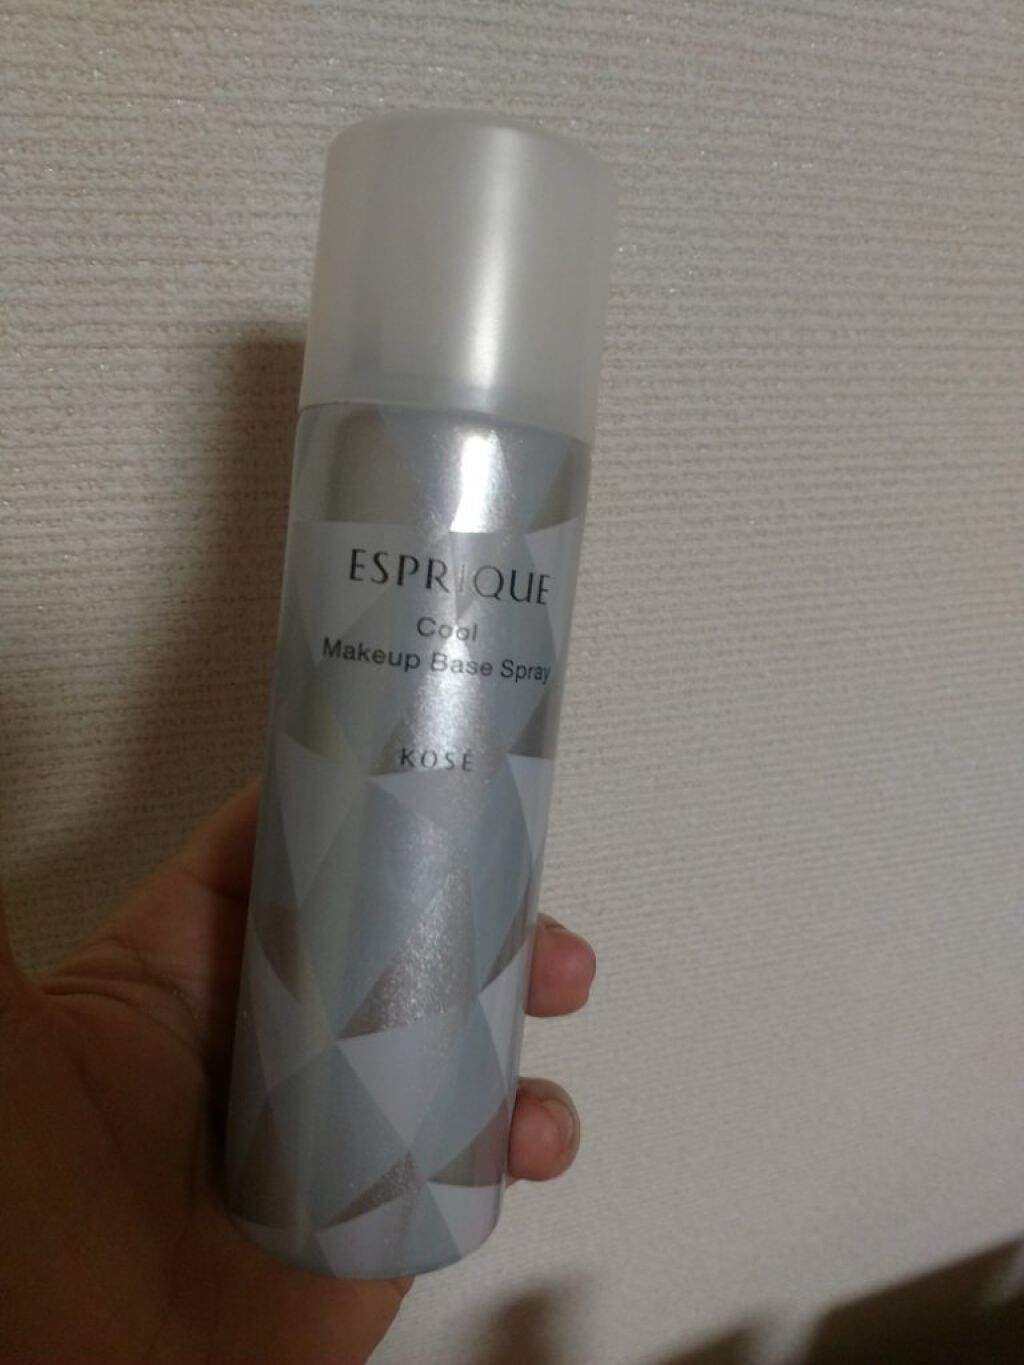 ESPRIQUE
Cool
Makeup Base Spray
KOSÉ